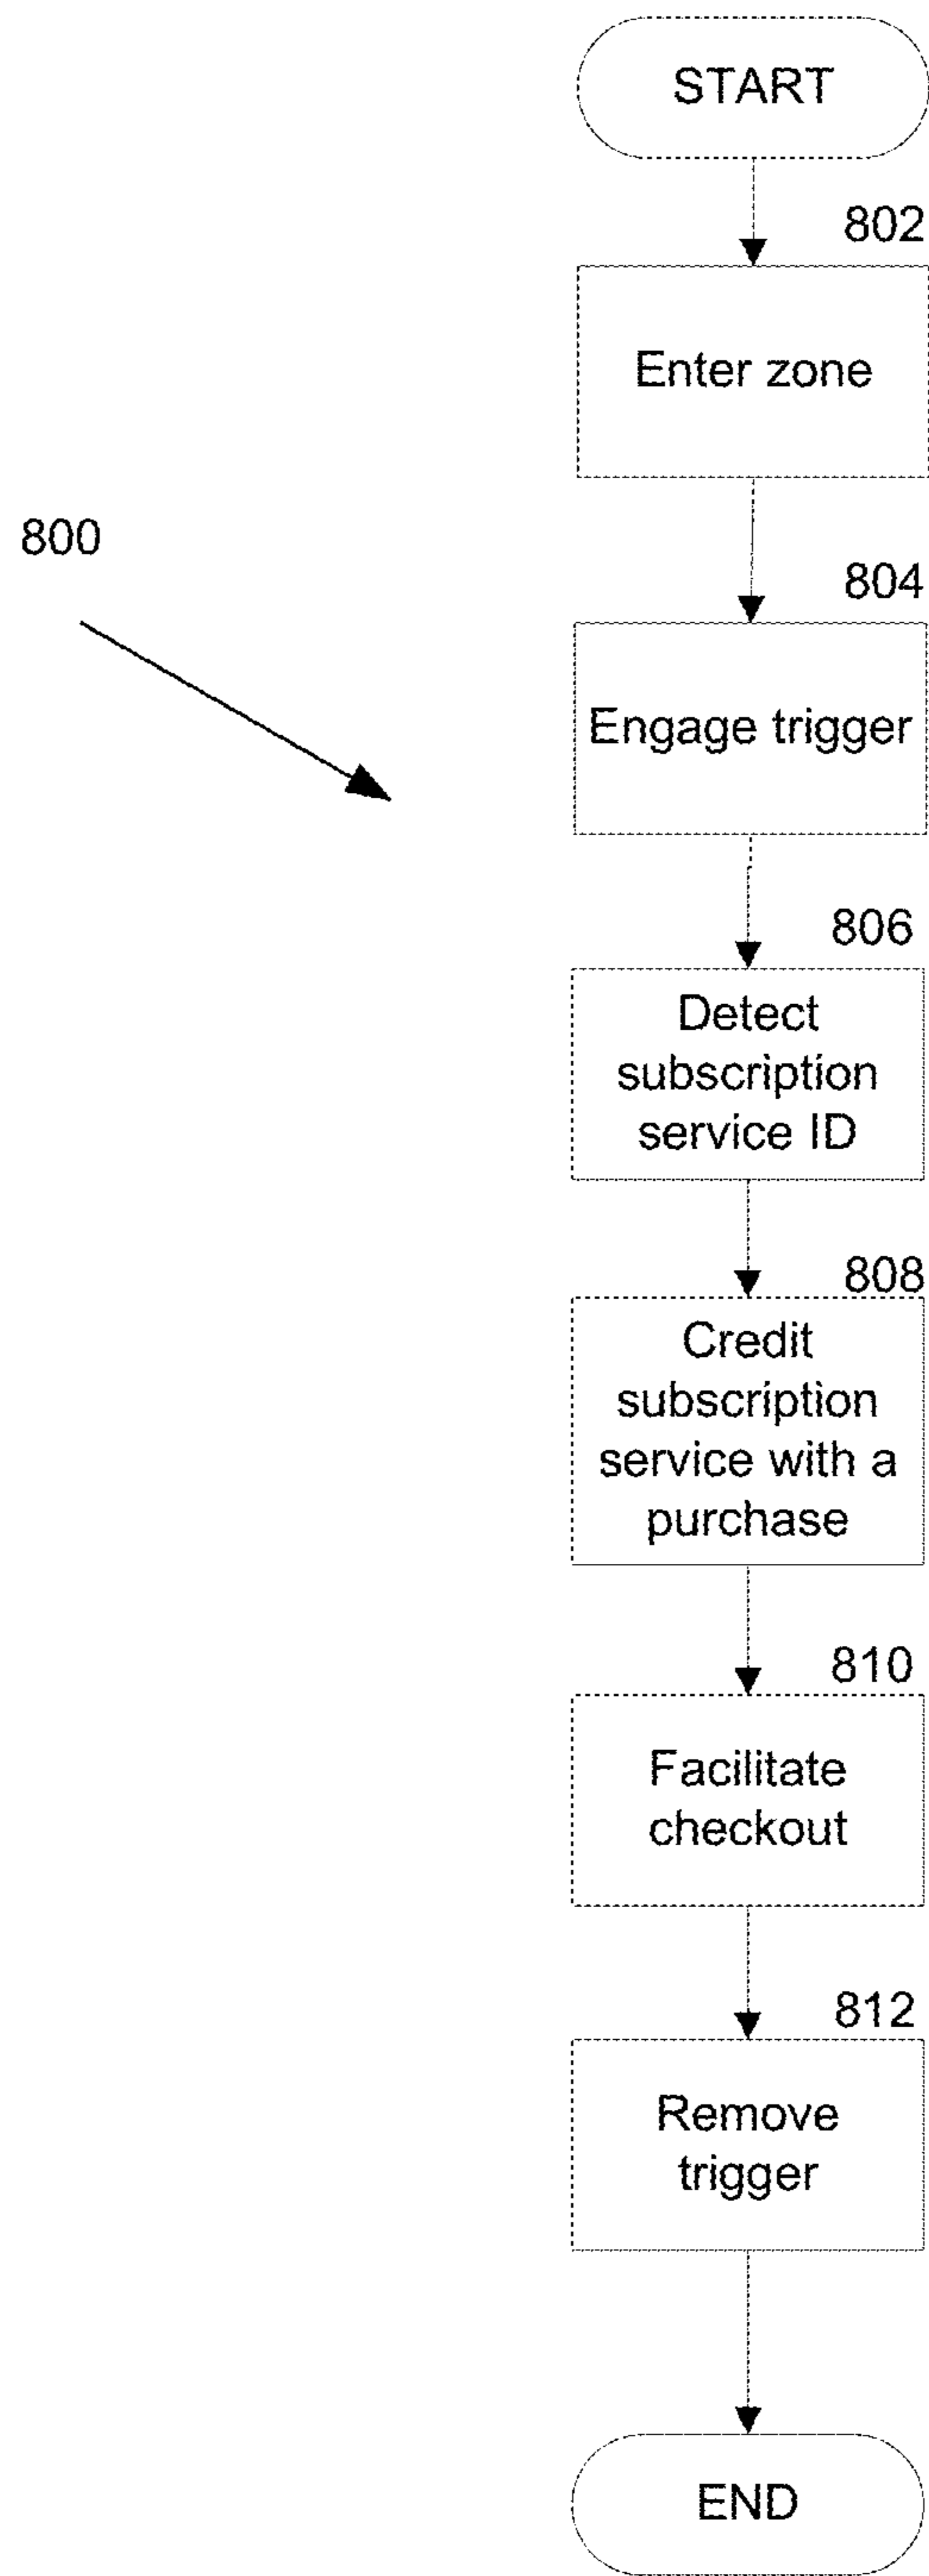 START
802
Enter zone
800
804
Engage trigger
806
Detect
subscription
service ID
808
Credit
subscription
service with a
purchase
810
Facilitate
checkout
812
Remove
trigger
END